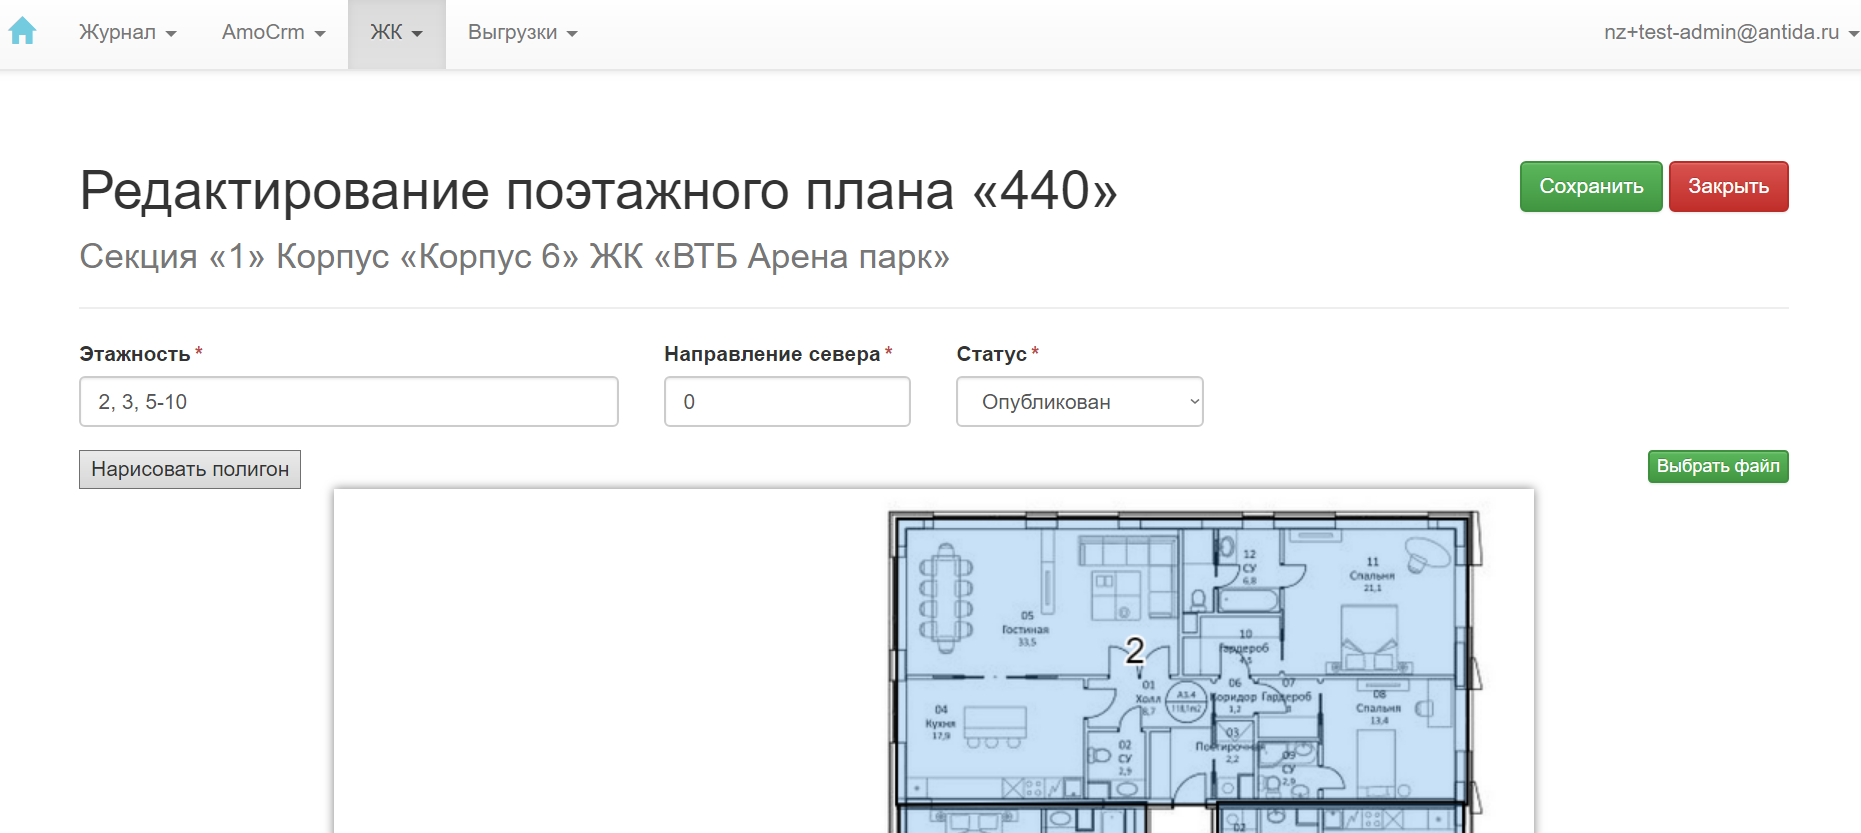 Журнал AmoCrm ЖК Выгрузки nz+test-admin@antida.ru
Редактирование поэтажного плана «440»
Сохранить Закрыть
Секция «1» Корпус «Корпус 6» ЖК «ВТБ Арена парк»
Этажность * Направление севера * Статус *
2, 3, 5-10 0 Опубликован
Нарисовать полигон Выбрать файл
12
СУ
6,8
11
Спальня
21,1
05
Гостиная
33,5
10
Гардероб
4,5
2
01
Холл
8,7
А3.4
118,1m2
06
Коридор
1,2
07
Гардероб
08
Спальня
13,4
04
Кухня
17,9
02
СУ
2,9
03
Постирочная
2,2
09
СУ
2,9
02